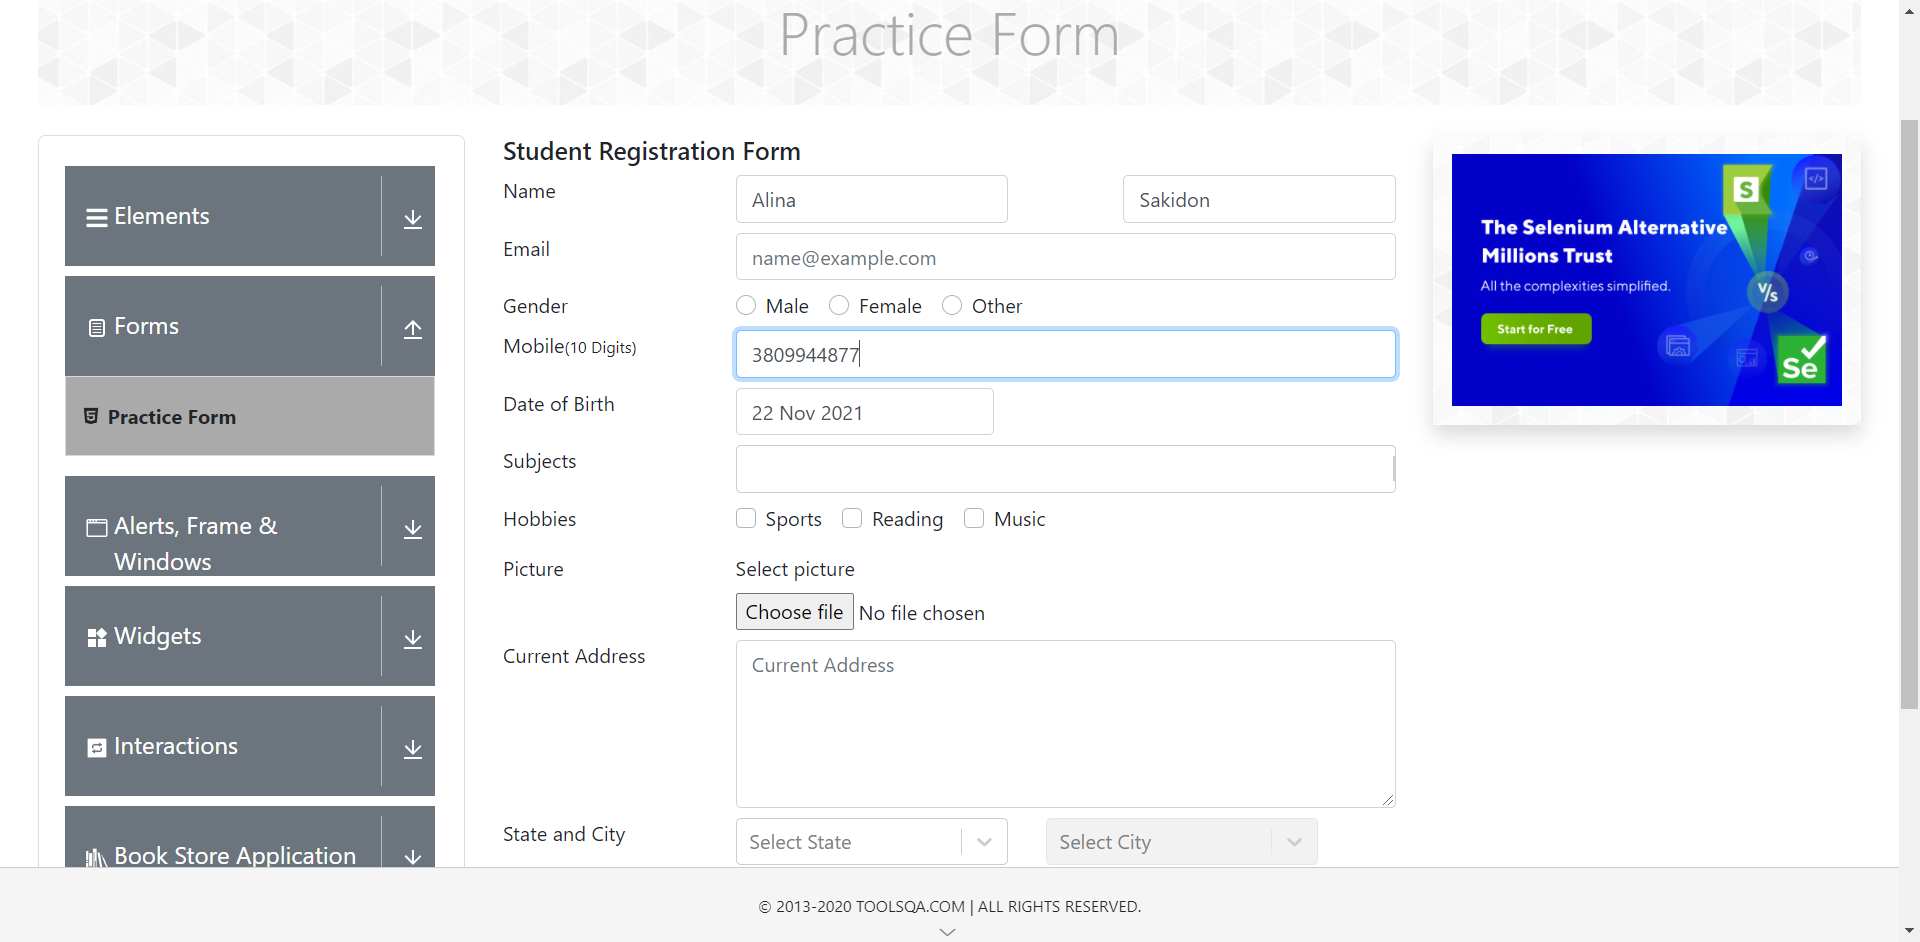 Practice Form
Elements
Forms
Practice Form
Alerts, Frame &
Windows
Widgets
Interactions
Book Store Application
Student Registration Form
Name
Alina
Sakidon
Email
name@example.com
Gender
Male
Female
Other
Mobile(10 Digits)
3809944877
Date of Birth
22 Nov 2021
Subjects
Hobbies
Sports
Reading
Music
Picture
Select picture
Choose file No file chosen
Current Address
Current Address
State and City
Select State
Select City
S
The Selenium Alternative
Millions Trust
All the complexities simplified.
V/s
Start for Free
Se
© 2013-2020 TOOLSQA.COM | ALL RIGHTS RESERVED.